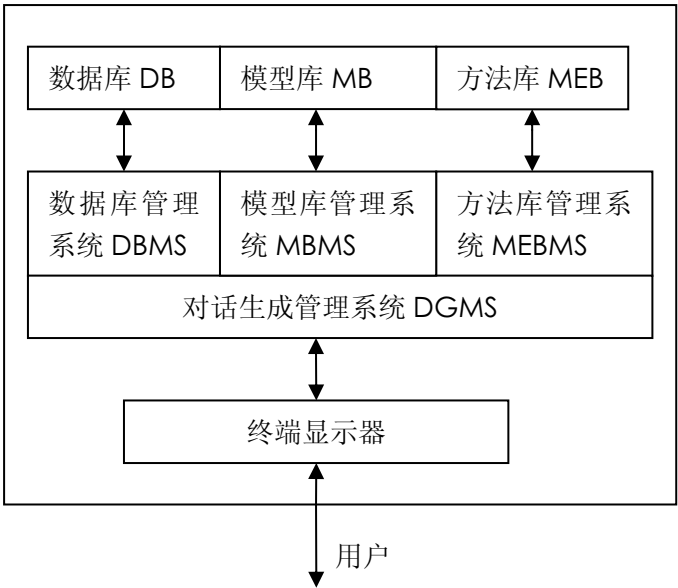 数据库 DB
模型库 MB
方法库 MEB
数据库管理
系统 DBMS
模型库管理系
统 MBMS
方法库管理系
统 MEBMS
对话生成管理系统 DGMS
终端显示器
用户